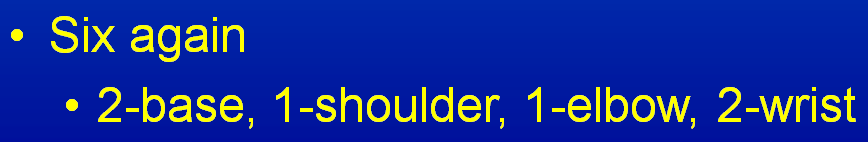 • Six again
• 2-base, 1-shoulder, 1-elbow, 2-wrist